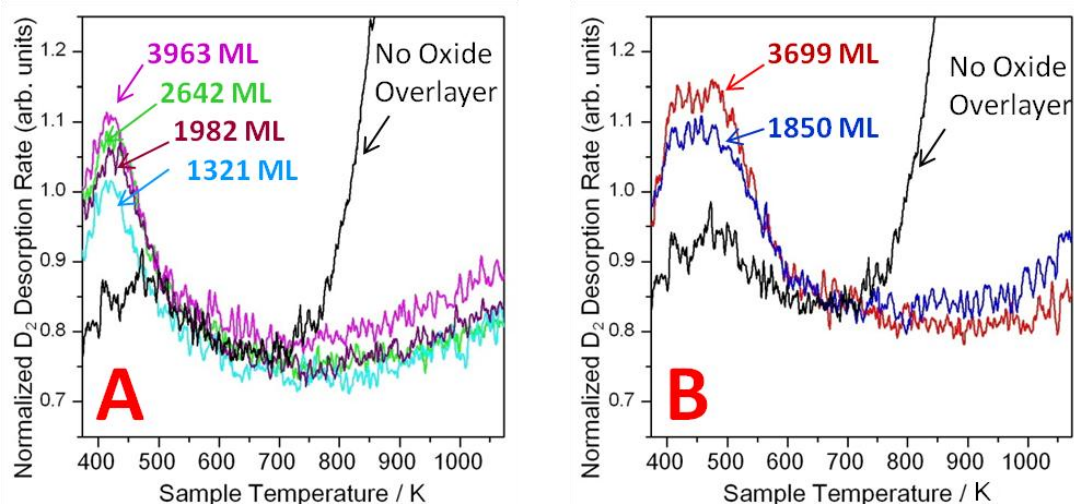 Normalized D₂ Desorption Rate (arb. units)
1.2
1.1
1.0
0.9
0.8
0.7
3963 ML
2642 ML
1982 ML
1321 ML
No Oxide
Overlayer
A
400 500 600 700 800 900 1000
Sample Temperature / K
Normalized D₂ Desorption Rate (arb. units)
1.2
1.1
1.0
0.9
0.8
0.7
3699 ML
1850 ML
No Oxide
Overlayer
B
400 500 600 700 800 900 1000
Sample Temperature / K